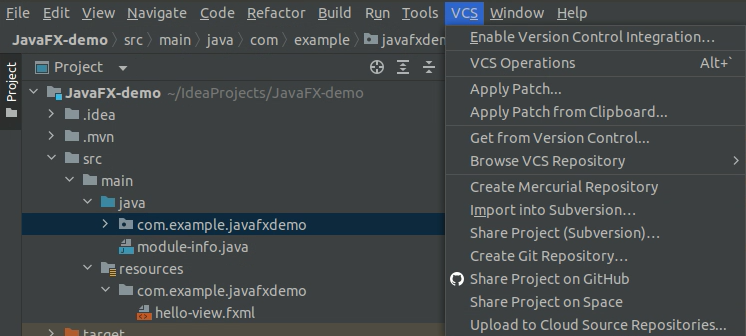 File Edit View Navigate Code Refactor Build Run Tools VCS Window Help
JavaFX-demo src main java com example javafxdem
Project
Project
JavaFX-demo ~/IdeaProjects/JavaFX-demo
.idea
.mvn
src
main
java
com.example.javafxdemo
module-info.java
resources
com.example.javafxdemo
hello-view.fxml
target
Enable Version Control Integration...
VCS Operations Alt+`
Apply Patch...
Apply Patch from Clipboard...
Get from Version Control...
Browse VCS Repository
Create Mercurial Repository
Import into Subversion...
Share Project (Subversion)...
Create Git Repository...
Share Project on GitHub
Share Project on Space
Upload to Cloud Source Repositories...